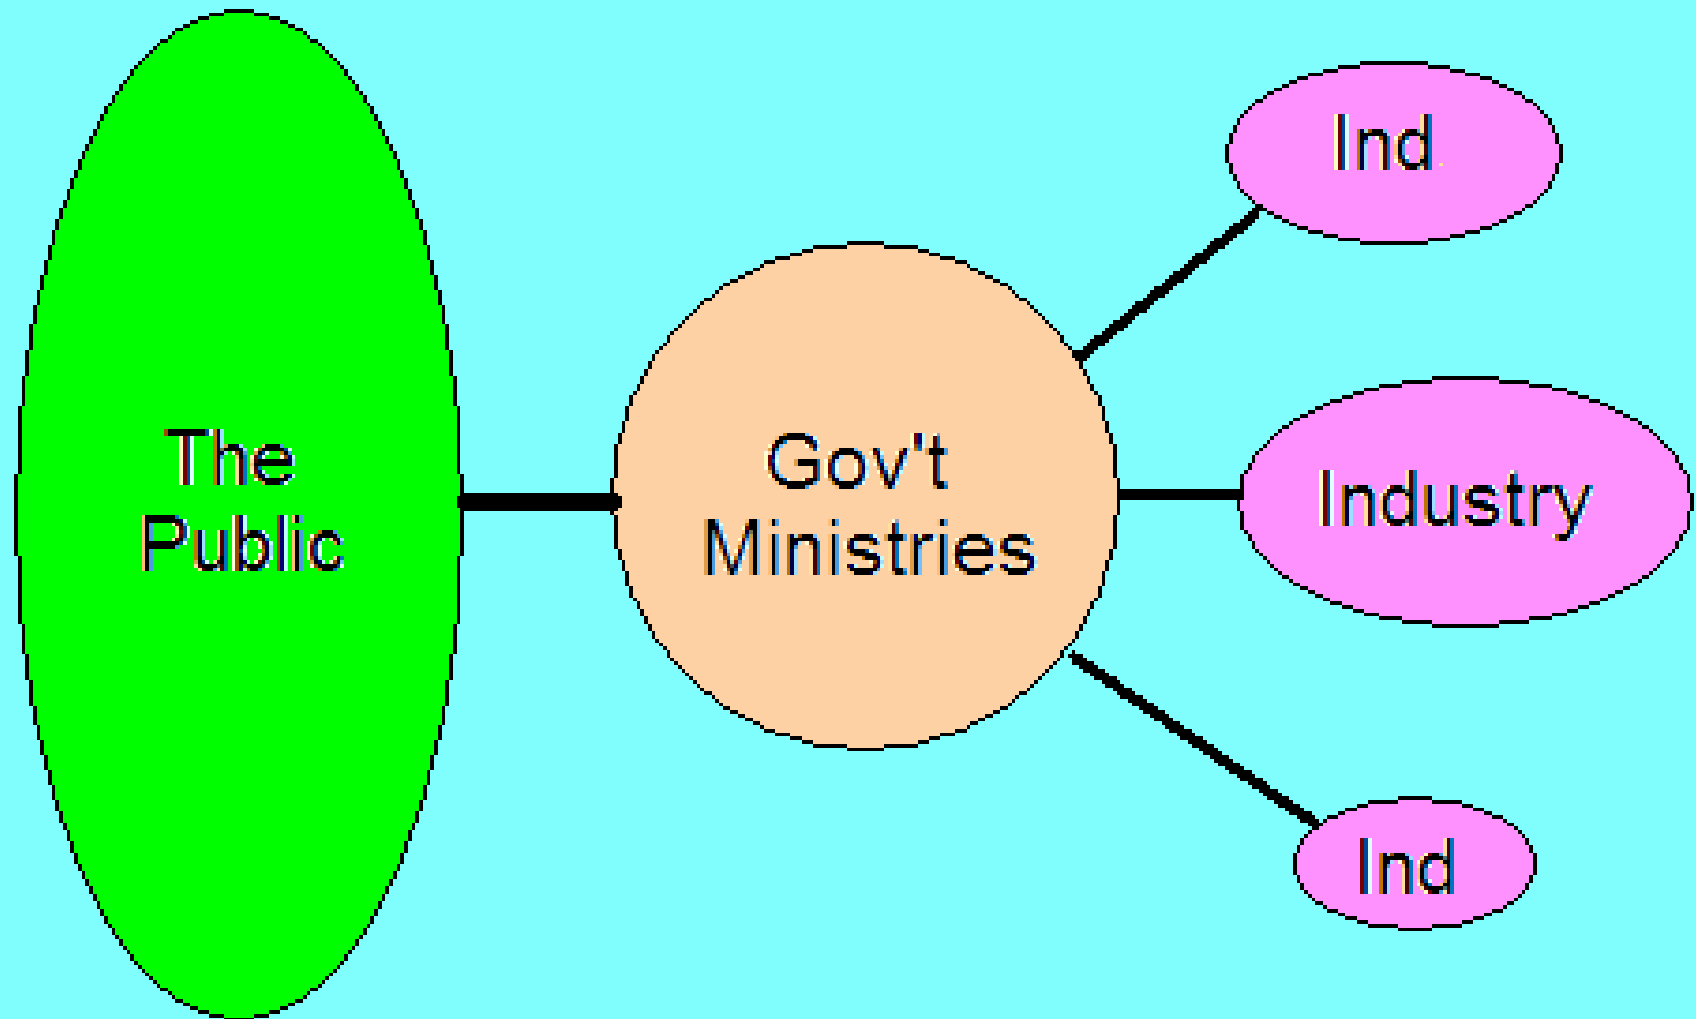 The
Public
Gov't
Ministries
Ind
Industry
Ind